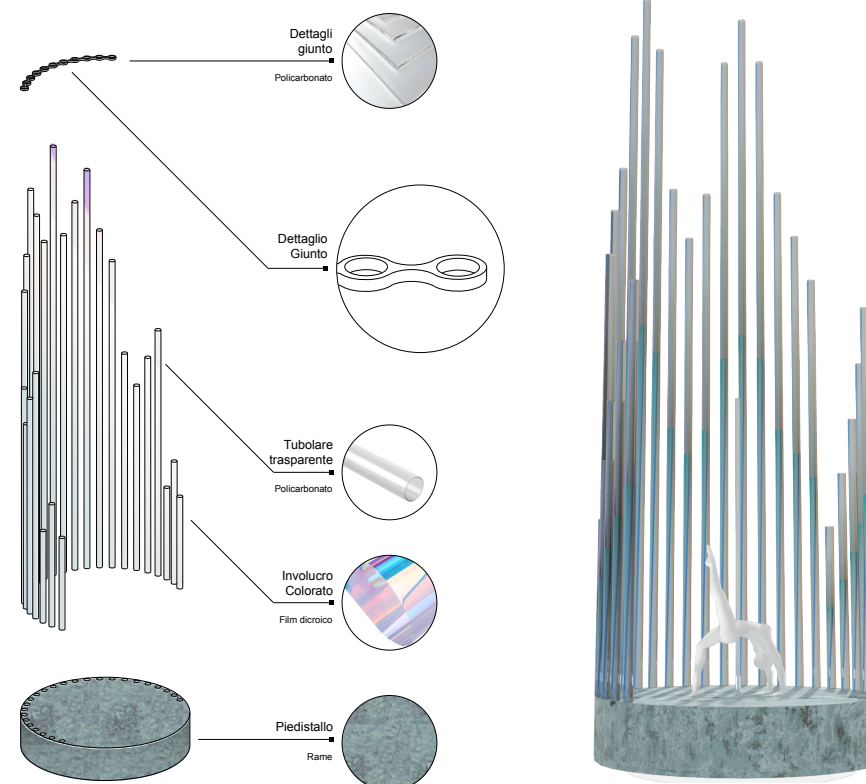 Dettagli
giunto
Policarbonato
Dettaglio
Giunto
Tubolare
trasparente
Policarbonato
Involucro
Colorato
Film dicroico
Piedistallo
Rame